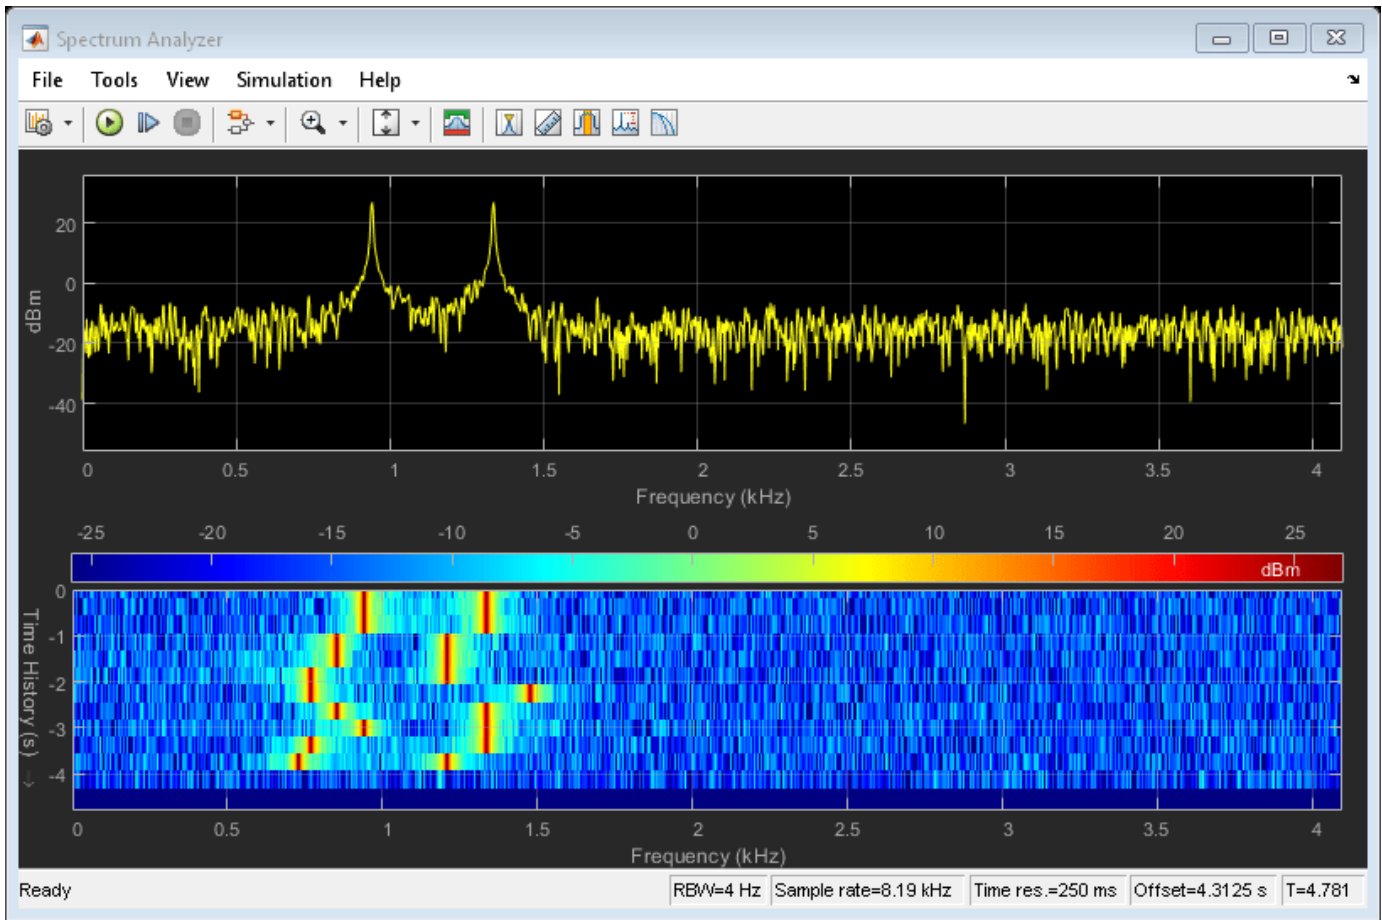 Spectrum Analyzer
File Tools View Simulation Help
20
0
-20
-40
dBm
0 0.5 1 1.5 2 2.5 3 3.5 4
Frequency (kHz)
-25 -20 -15 -10 -5 0 5 10 15 20 25
dBm
0
-1
-2
-3
-4
Time History (s) →
0 0.5 1 1.5 2 2.5 3 3.5 4
Frequency (kHz)
Ready RBW=4 Hz Sample rate=8.19 kHz Time res.=250 ms Offset=4.3125 s T=4.781